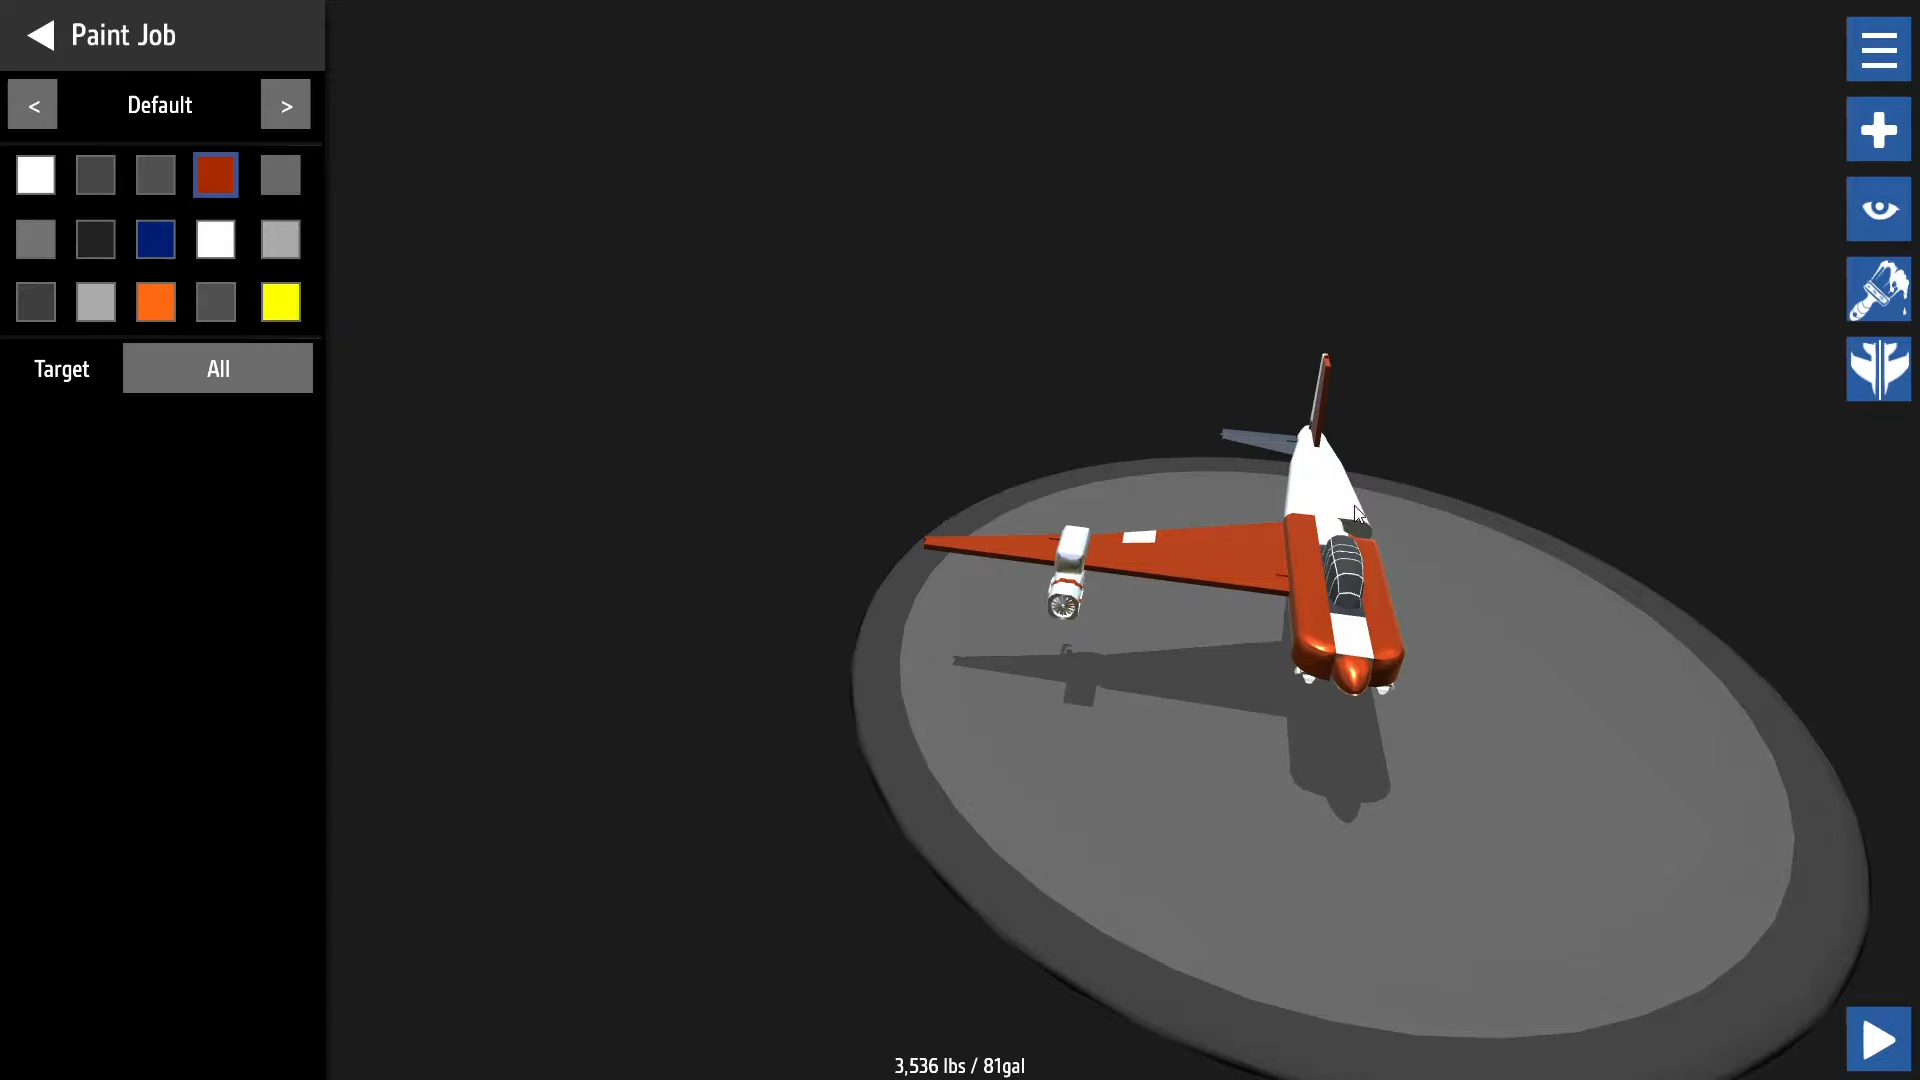 Paint Job
< Default >
Target All
3,536 lbs / 81gal